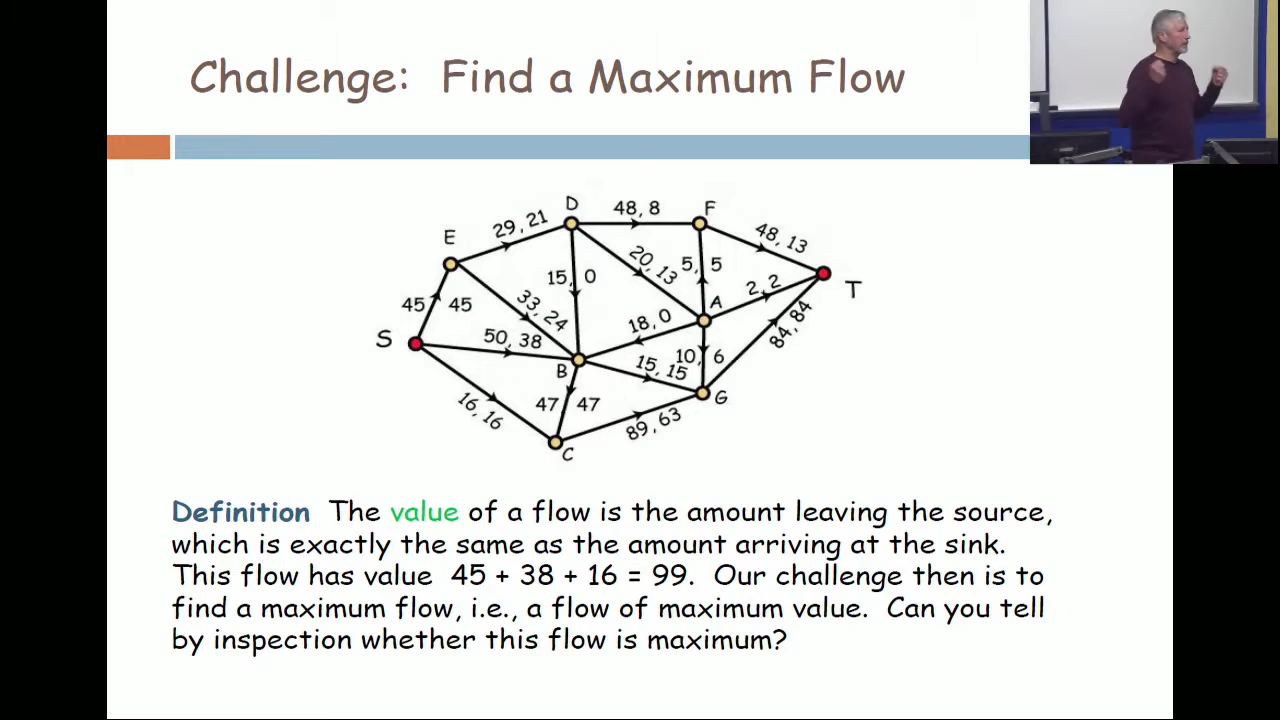 Challenge: Find a Maximum Flow
D
48, 8
F
29, 21
48, 13
E
20, 13
5, 5
15, 0
T
2, 2
A
45 45
33, 24
18, 0
84, 84
S
50, 38
10, 6
B
15, 15
G
16, 16
47 47
89, 63
C
Definition The value of a flow is the amount leaving the source,
which is exactly the same as the amount arriving at the sink.
This flow has value 45 + 38 + 16 = 99. Our challenge then is to
find a maximum flow, i.e., a flow of maximum value. Can you tell
by inspection whether this flow is maximum?